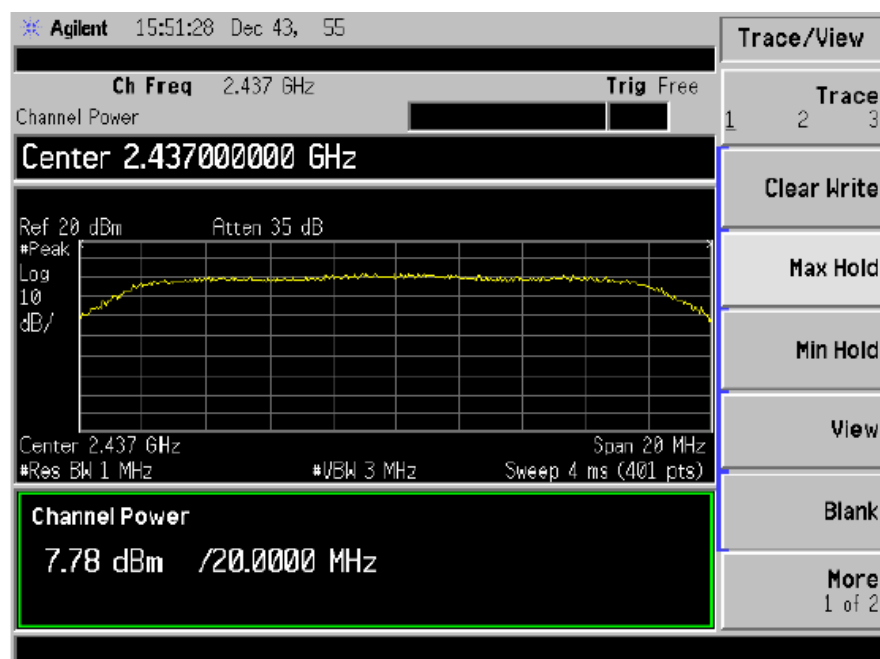 Agilent 15:51:28 Dec 43, 55
Trace/View
Ch Freq 2.437 GHz Trig Free
Channel Power
Trace
1 2 3
Center 2.437000000 GHz
Clear Write
Ref 20 dBm Atten 35 dB
#Peak
Log
10
dB/
Max Hold
Min Hold
View
Center 2.437 GHz Span 20 MHz
#Res BW 1 MHz #VBW 3 MHz Sweep 4 ms (401 pts)
Channel Power
7.78 dBm /20.0000 MHz
Blank
More
1 of 2